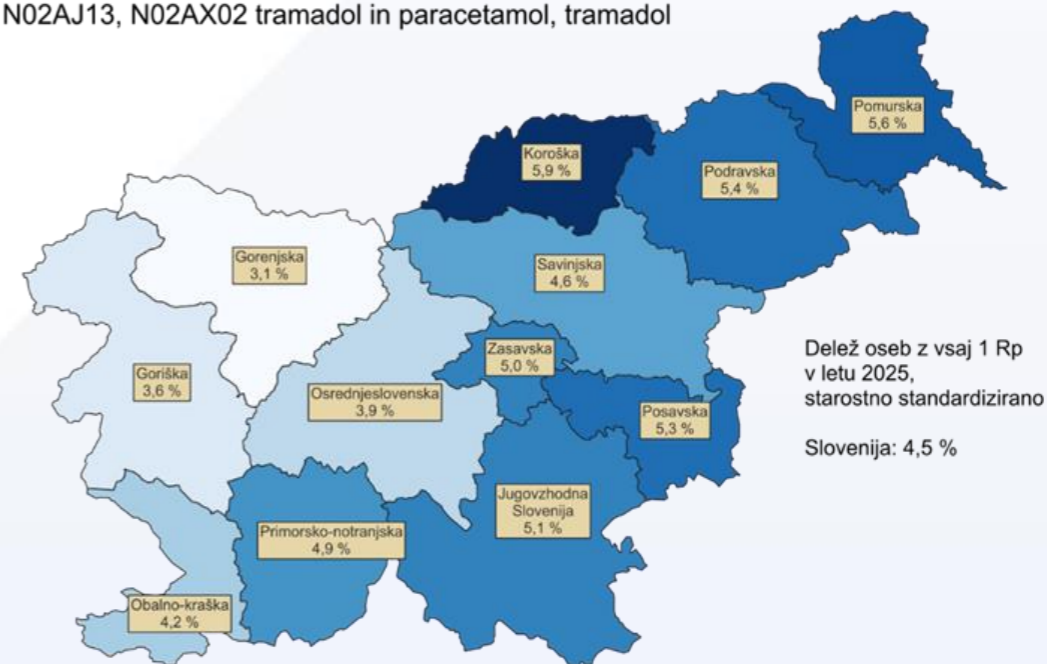 N02AJ13, N02AX02 tramadol in paracetamol, tramadol
Pomurska
5,6 %
Koroška
5,9 %
Podravska
5,4 %
Gorenjska
3,1 %
Savinjska
4,6 %
Zasavska
5,0 %
Goriška
3,6 %
Osrednjeslovenska
3,9 %
Posavska
5,3 %
Delež oseb z vsaj 1 Rp
v letu 2025,
starostno standardizirano
Slovenija: 4,5 %
Jugovzhodna
Slovenija
5,1 %
Primorsko-notranjska
4,9 %
Obalno-kraška
4,2 %